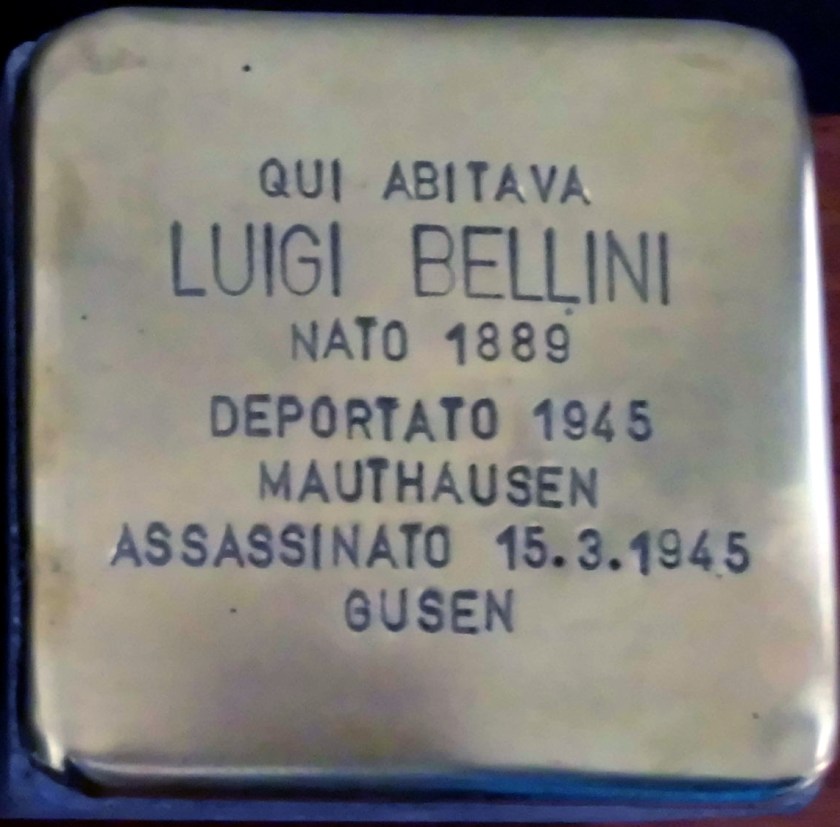 QUI ABITAVA
LUIGI BELLINI
NATO 1889
DEPORTATO 1945
MAUTHAUSEN
ASSASSINATO 15.3.1945
GUSEN